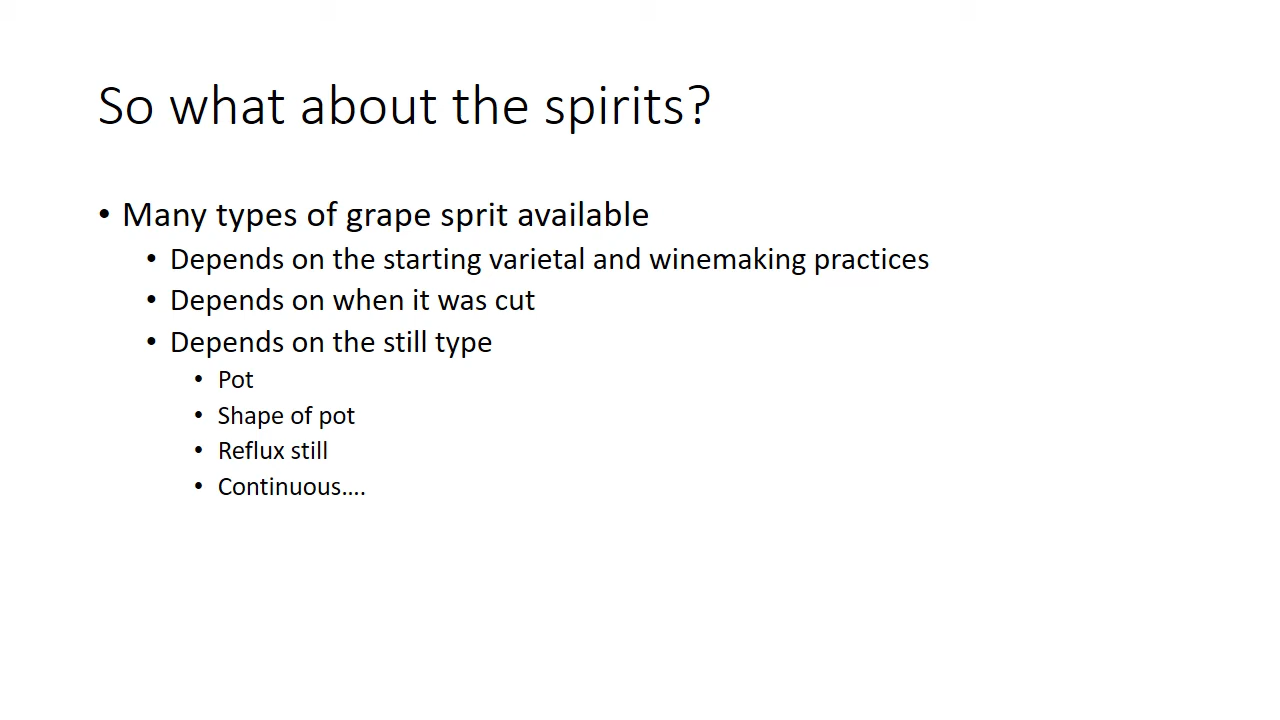 So what about the spirits?
• Many types of grape sprit available
• Depends on the starting varietal and winemaking practices
• Depends on when it was cut
• Depends on the still type
• Pot
• Shape of pot
• Reflux still
• Continuous....